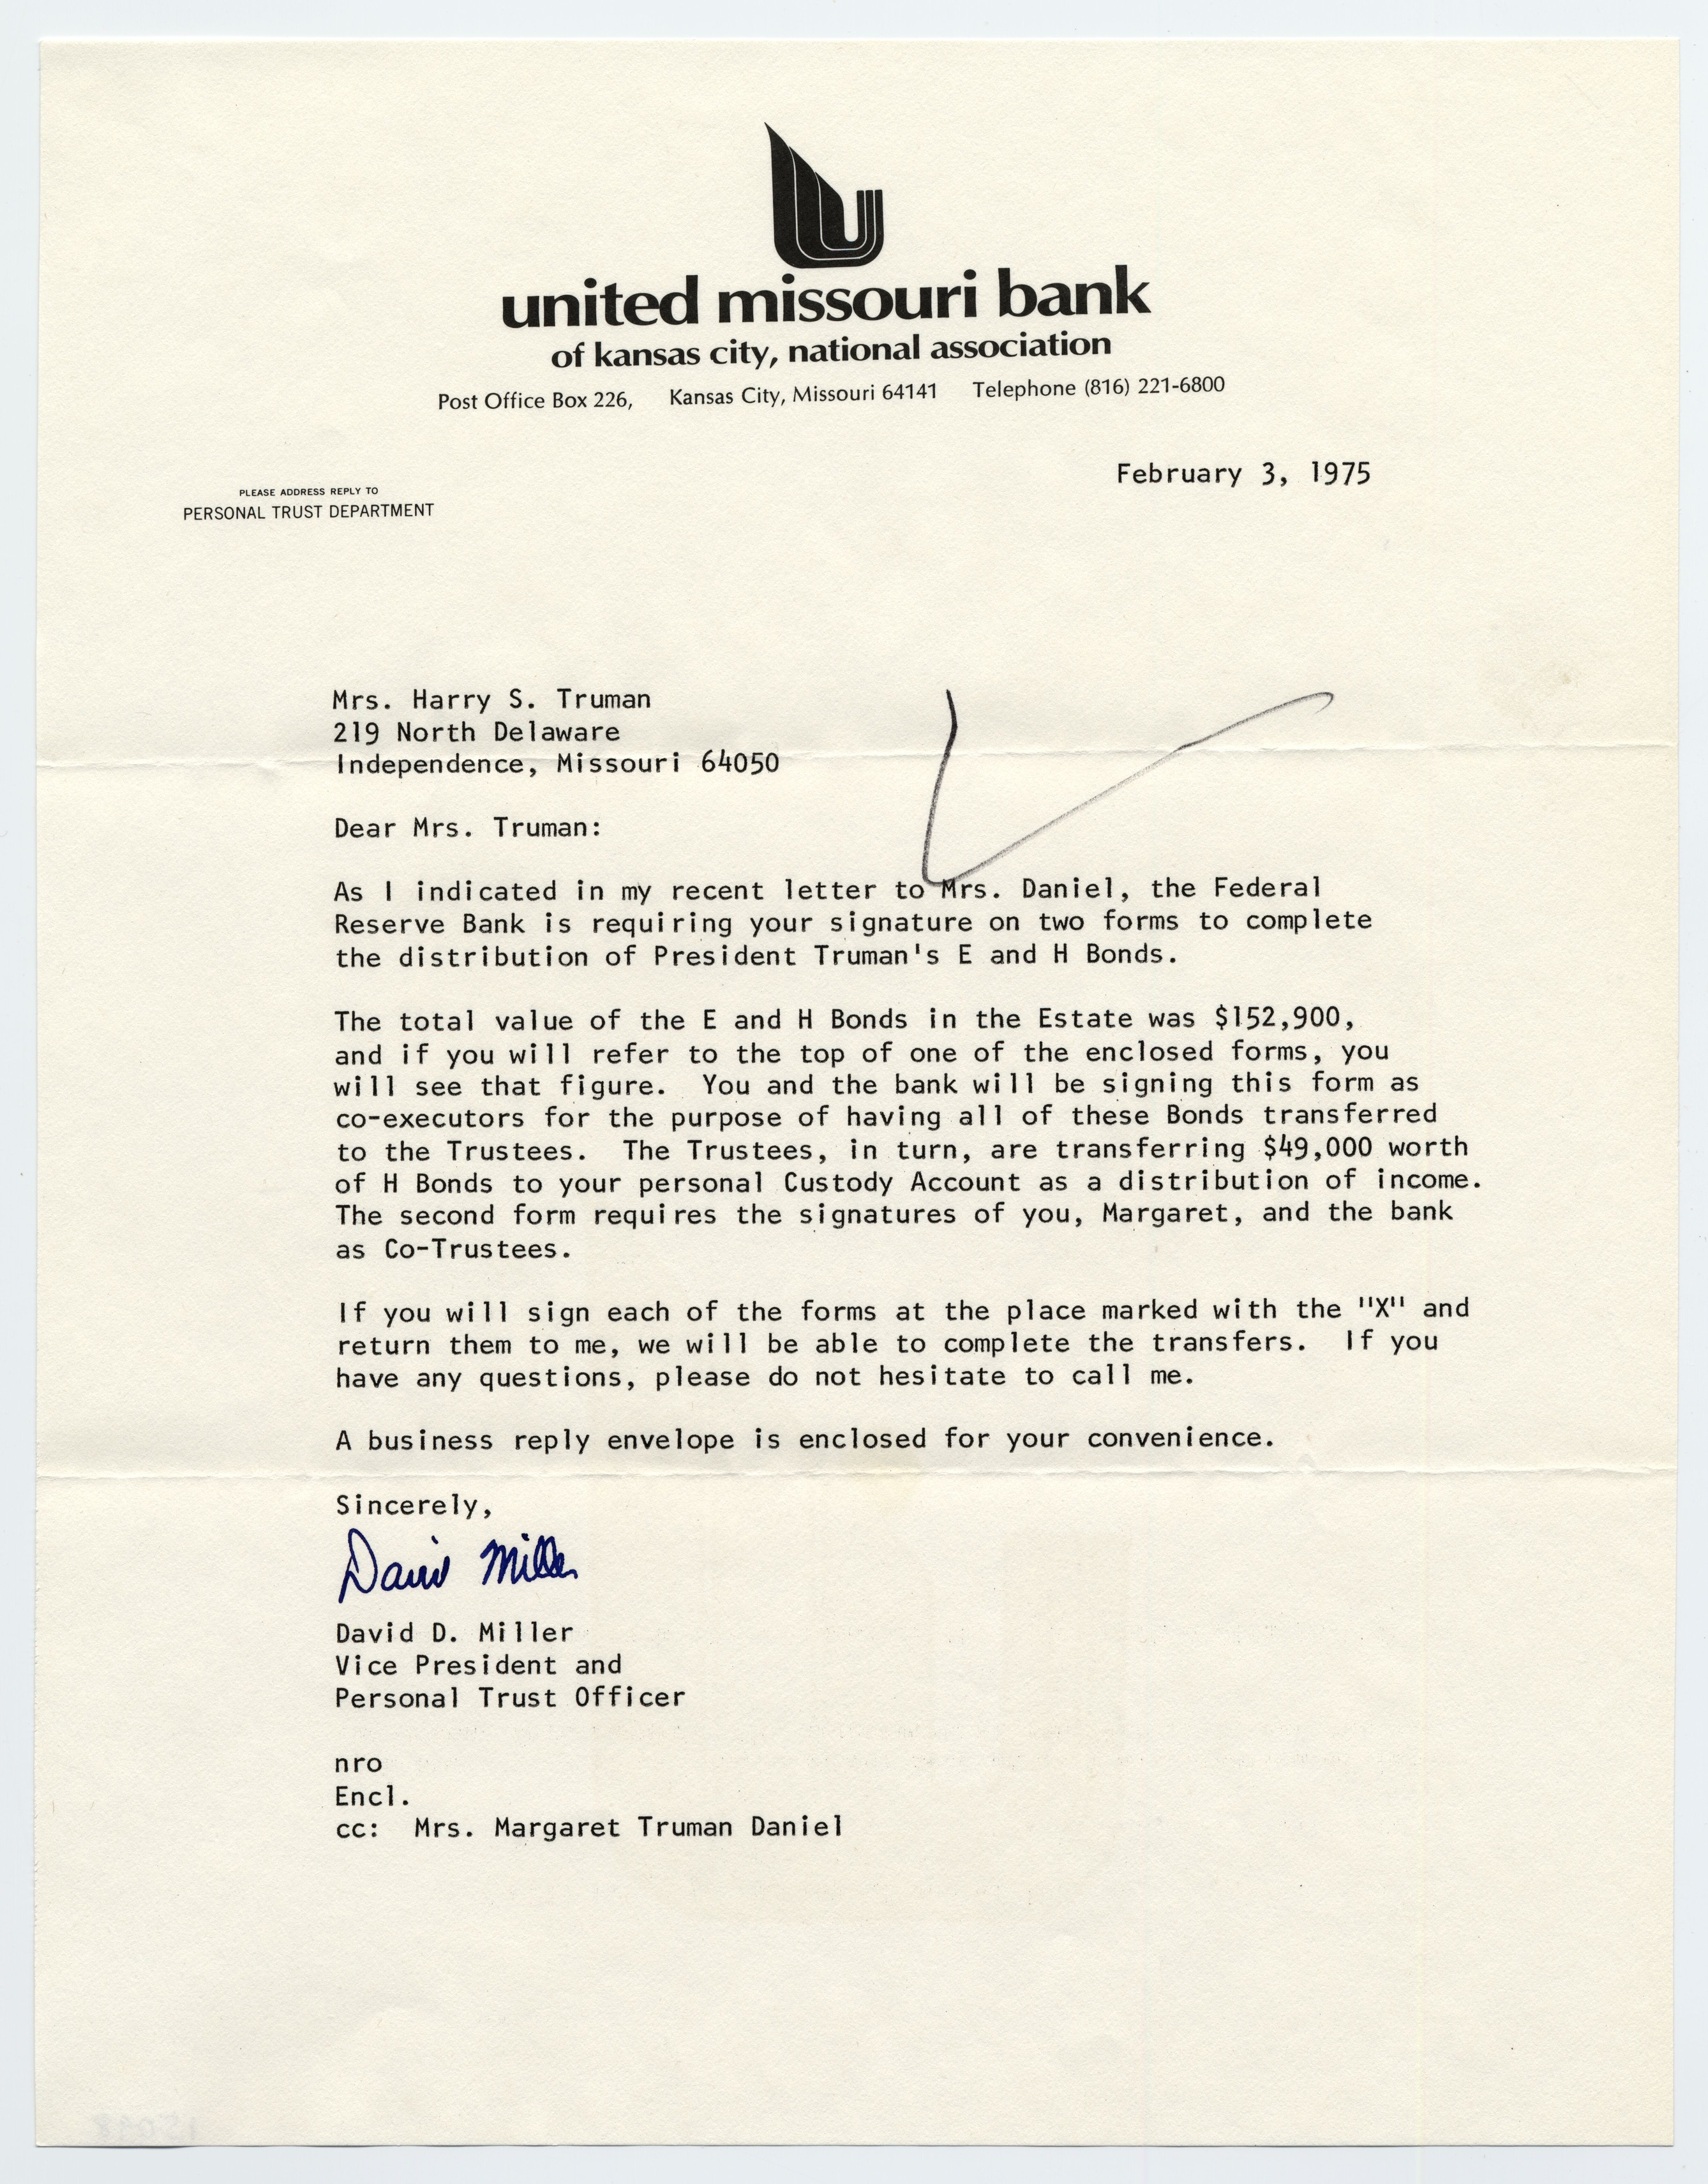 united missouri bank
of kansas city, national association
Post Office Box 226, Kansas City, Missouri 64141 Telephone (816) 221-6800
February 3, 1975
PLEASE ADDRESS REPLY TO
PERSONAL TRUST DEPARTMENT
Mrs. Harry S. Truman
219 North Delaware
Independence, Missouri 64050
Dear Mrs. Truman:
As I indicated in my recent letter to Mrs. Daniel, the Federal
Reserve Bank is requiring your signature on two forms to complete
the distribution of President Truman's E and H Bonds.
The total value of the E and H Bonds in the Estate was $152,900,
and if you will refer to the top of one of the enclosed forms, you
will see that figure. You and the bank will be signing this form as
co-executors for the purpose of having all of these Bonds transferred
to the Trustees. The Trustees, in turn, are transferring $49,000 worth
of H Bonds to your personal Custody Account as a distribution of income.
The second form requires the signatures of you, Margaret, and the bank
as Co-Trustees.
If you will sign each of the forms at the place marked with the "X" and
return them to me, we will be able to complete the transfers. If you
have any questions, please do not hesitate to call me.
A business reply envelope is enclosed for your convenience.
Sincerely,
David Miller
David D. Miller
Vice President and
Personal Trust Officer
nro
Encl.
cc: Mrs. Margaret Truman Daniel